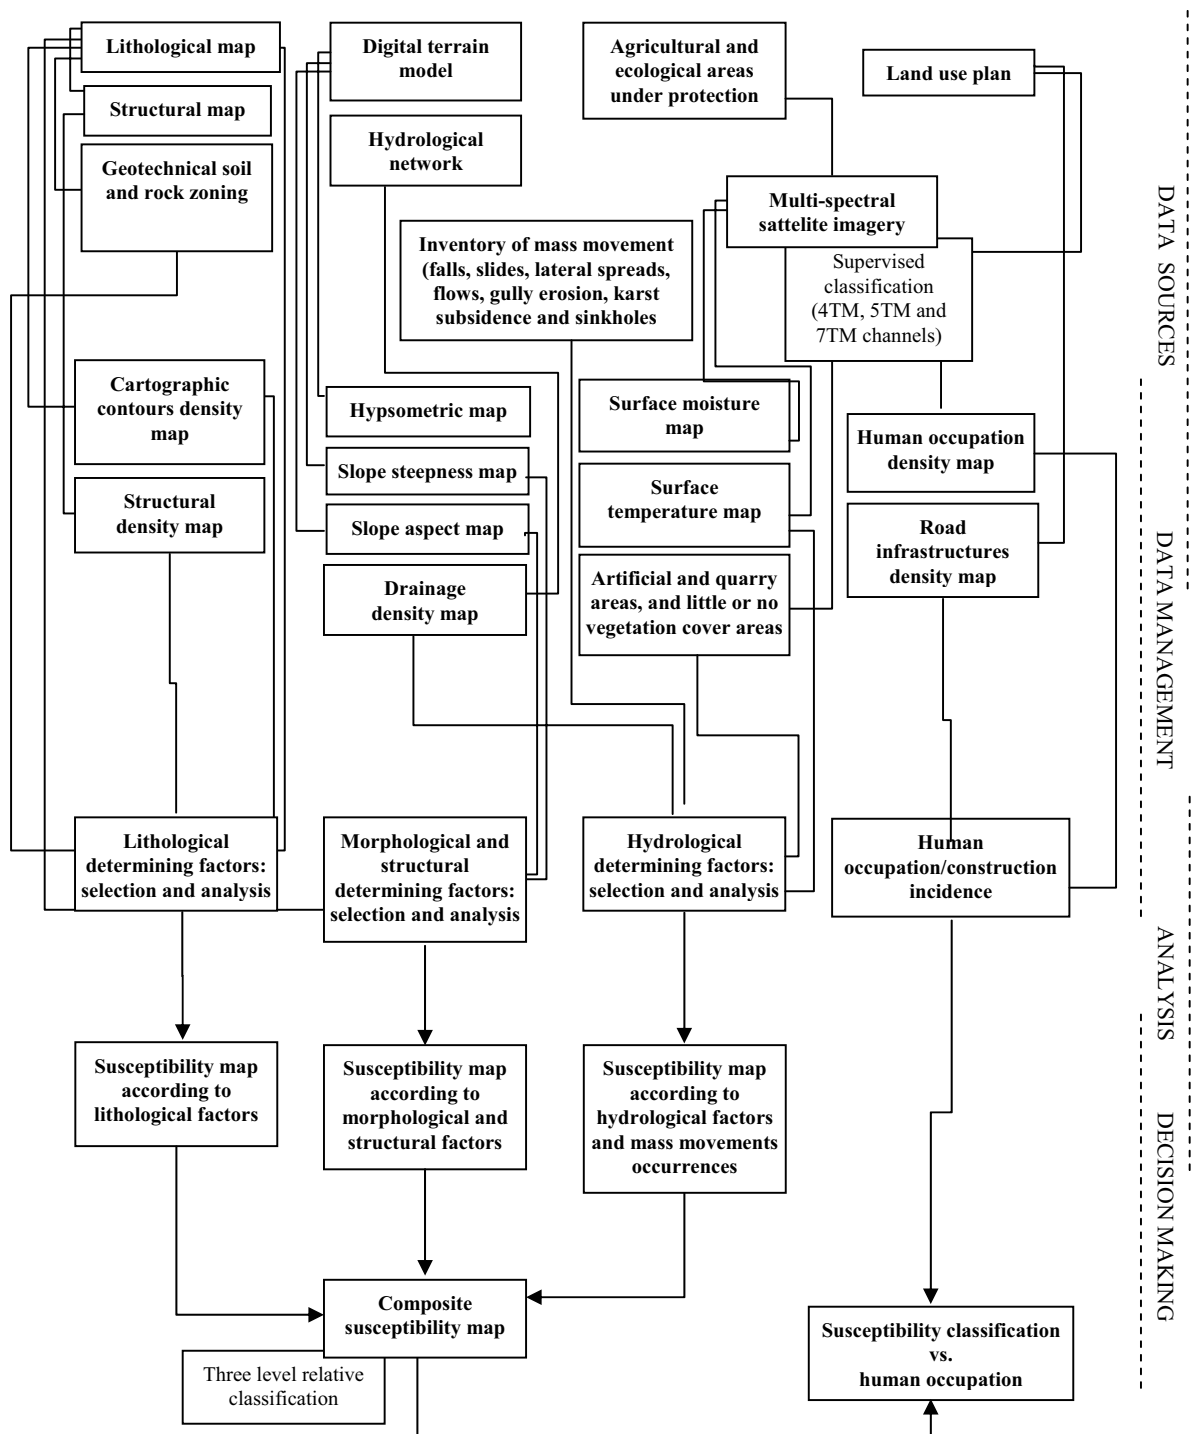 Lithological map
Structural map
Geotechnical soil
and rock zoning
Digital terrain
model
Hydrological
network
Agricultural and
ecological areas
under protection
Land use plan
Multi-spectral
sattelite imagery
Supervised
classification
(4TM, 5TM and
7TM channels)
Inventory of mass movement
(falls, slides, lateral spreads,
flows, gully erosion, karst
subsidence and sinkholes
DATA SOURCES
Cartographic
contours density
map
Structural
density map
Hypsometric map
Slope steepness map
Slope aspect map
Drainage
density map
Surface moisture
map
Surface
temperature map
Artificial and quarry
areas, and little or no
vegetation cover areas
Human occupation
density map
Road
infrastructures
density map
DATA MANAGEMENT
Lithological
determining factors:
selection and analysis
Morphological and
structural
determining factors:
selection and analysis
Hydrological
determining factors:
selection and analysis
Human
occupation/construction
incidence
ANALYSIS
Susceptibility map
according to
lithological factors
Susceptibility map
according to
morphological and
structural factors
Susceptibility map
according to
hydrological factors
and mass movements
occurrences
DECISION MAKING
Composite
susceptibility map
Three level relative
classification
Susceptibility classification
vs.
human occupation